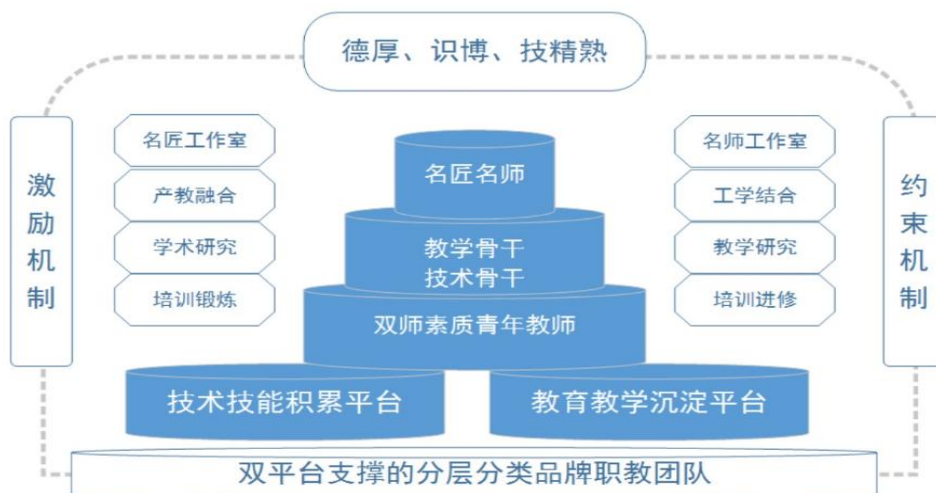 德厚、识博、技精熟
激励机制
名匠工作室
产教融合
学术研究
培训锻炼
名匠名师
教学骨干
技术骨干
双师素质青年教师
技术技能积累平台
教育教学沉淀平台
名师工作室
工学结合
教学研究
培训进修
约束机制
双平台支撑的分层分类品牌职教团队